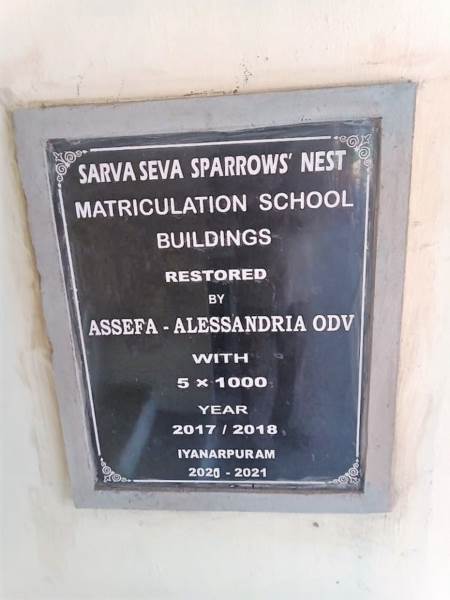 SARVA SEVA SPARROWS' NEST
MATRICULATION SCHOOL
BUILDINGS
RESTORED
BY
ASSEFA - ALESSANDRIA ODV
WITH
5 × 1000
YEAR
2017 / 2018
IYANARPURAM
2020 - 2021